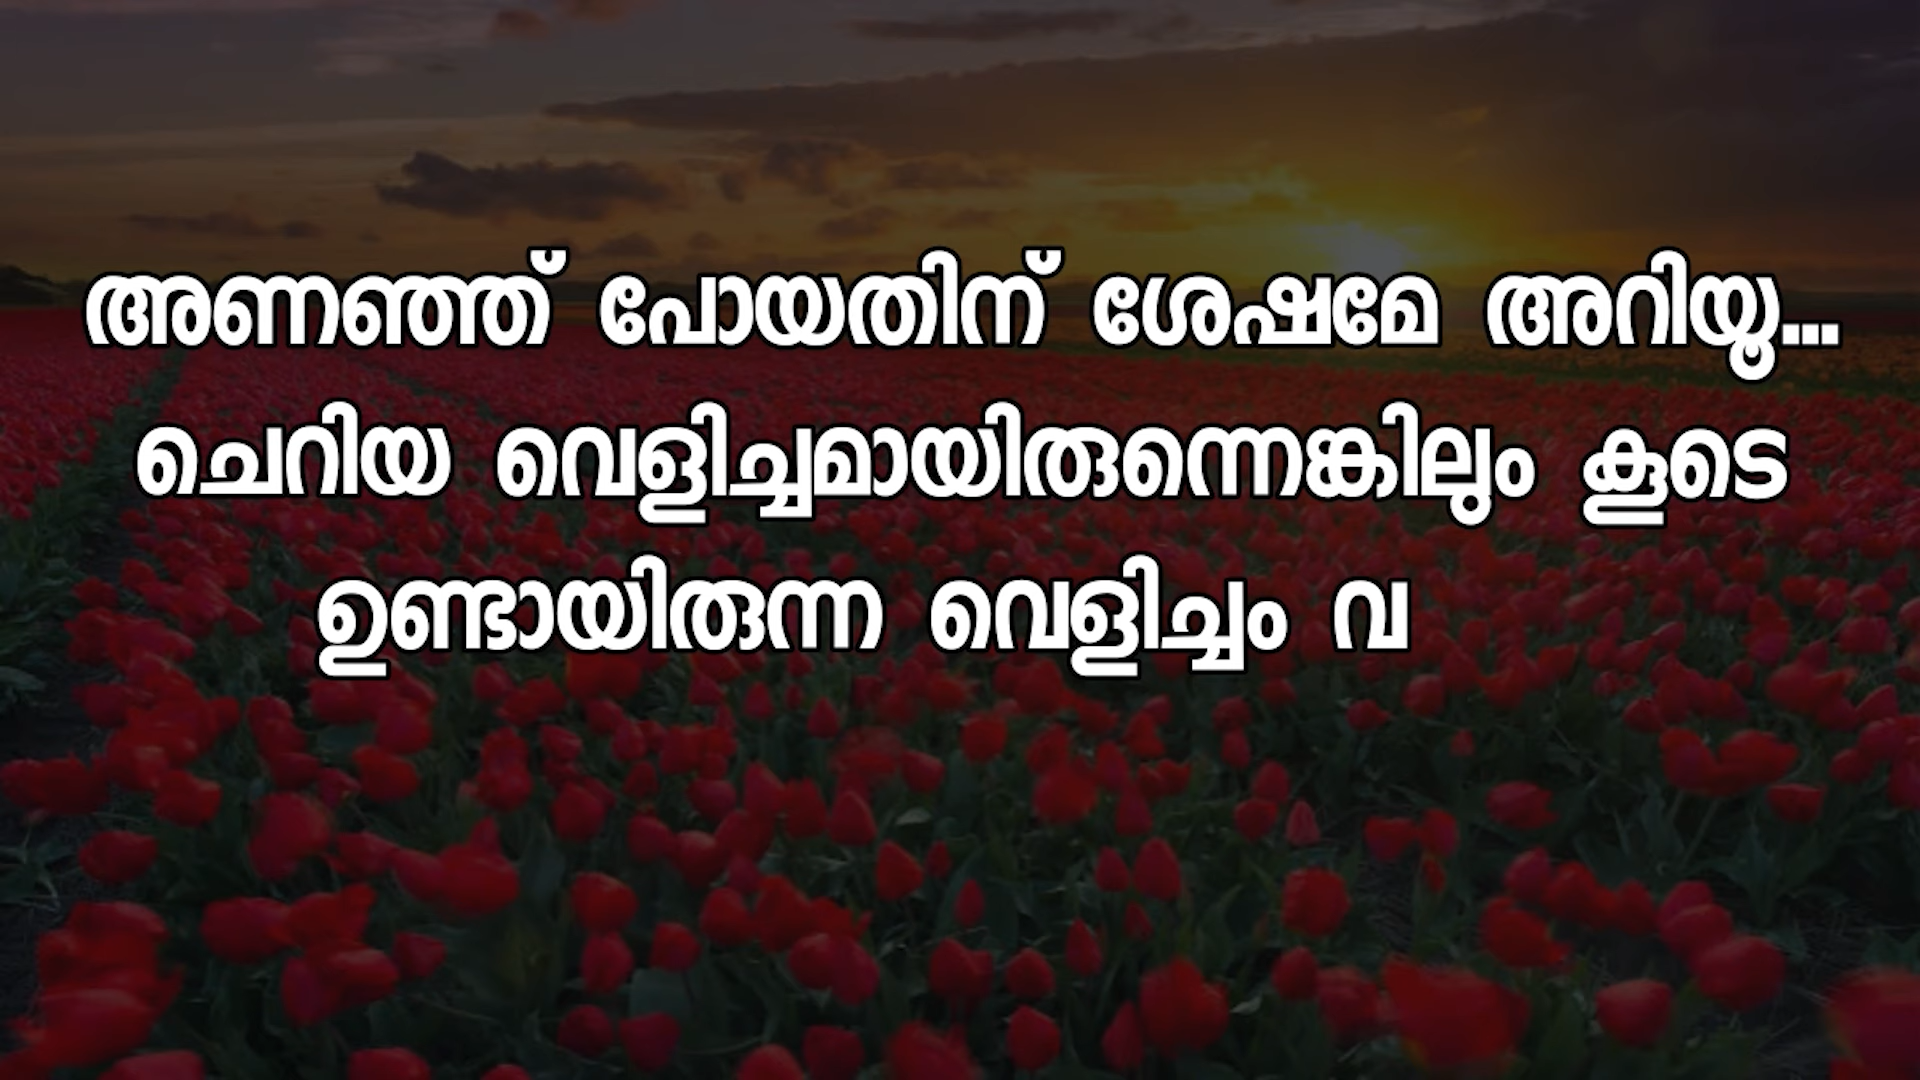 അണഞ്ഞ് പോയതിന് ശേഷമേ അറിയൂ...
ചെറിയ വെളിച്ചമായിരുന്നെങ്കിലും കൂടെ
ഉണ്ടായിരുന്ന വെളിച്ചം വ